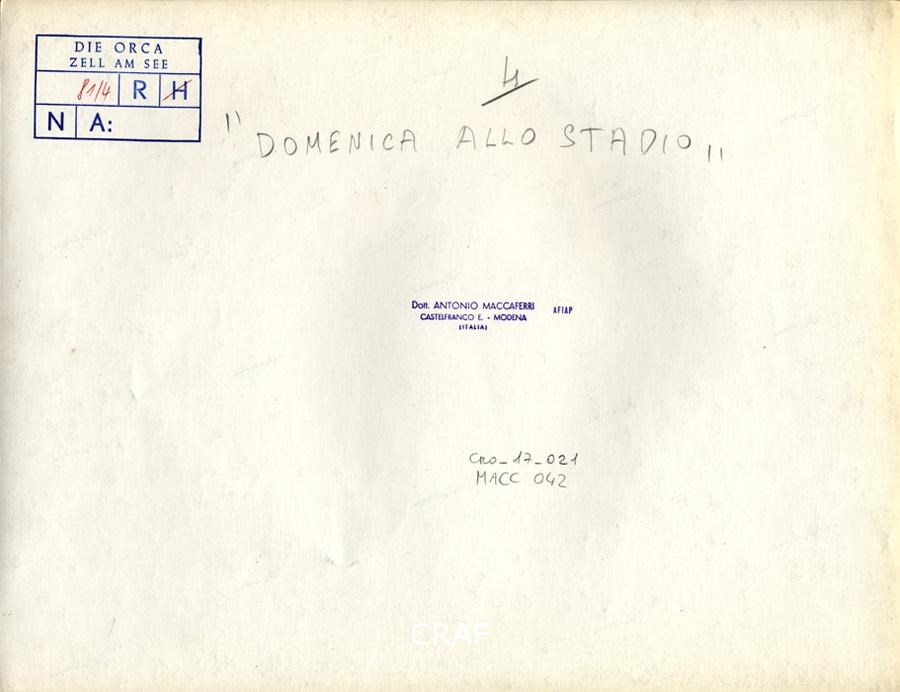 DIE ORCA
ZELL AM SEE
81/4 R H
N A:
4
"DOMENICA ALLO STADIO"
Dott. ANTONIO MACCAFERRI AFIAP
CASTELFRANCO E. - MODENA
(ITALIA)
CRO_17_021
MACC 042
CRAF